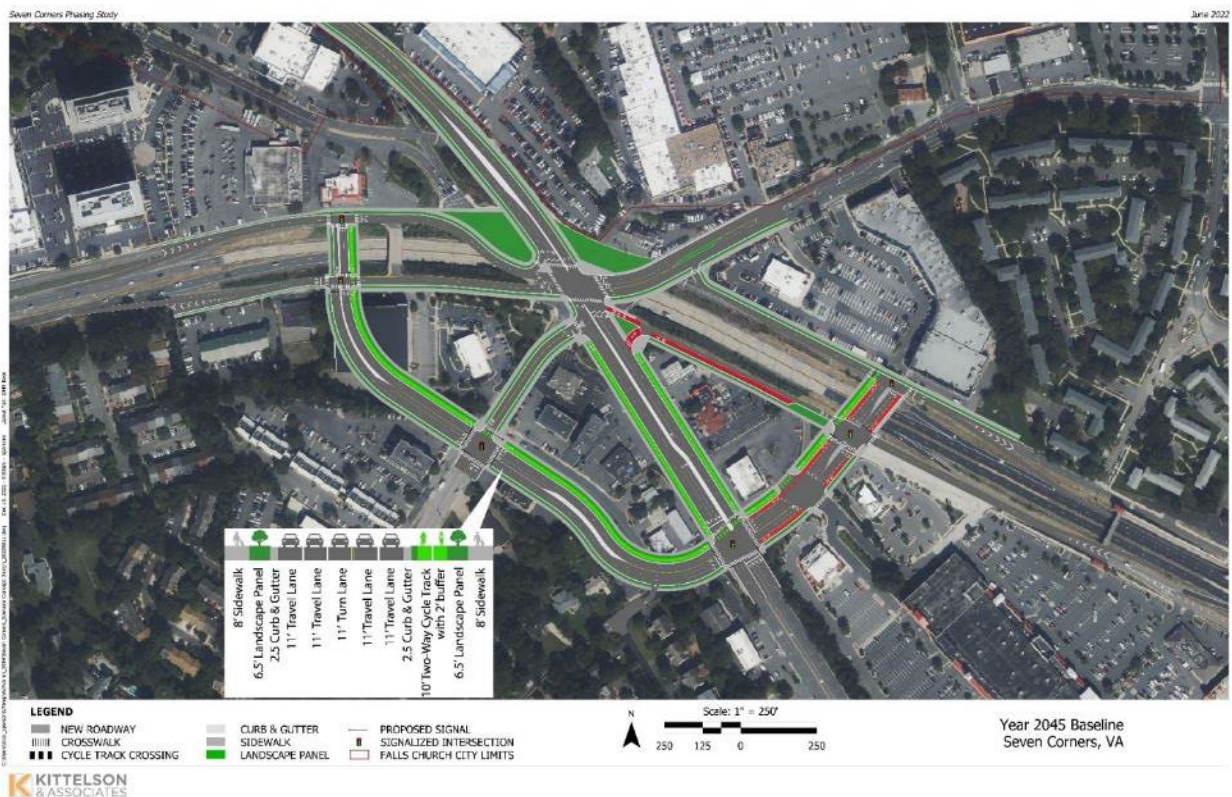 Seven Corners Phasing Study
June 2022
8' Sidewalk
6.5' Landscape Panel
2.5 Curb & Gutter
11' Travel Lane
11' Travel Lane
11' Turn Lane
11'Travel Lane
11'Travel Lane
2.5 Curb & Gutter
10'Two-Way Cycle Track
with 2' buffer
6.5' Landscape Panel
8' Sidewalk
LEGEND
NEW ROADWAY
CROSSWALK
CYCLE TRACK CROSSING
CURB & GUTTER
SIDEWALK
LANDSCAPE PANEL
PROPOSED SIGNAL
SIGNALIZED INTERSECTION
FALLS CHURCH CITY LIMITS
N
Scale: 1" = 250'
250 125 0 250
Year 2045 Baseline
Seven Corners, VA
KITTELSON
& ASSOCIATES